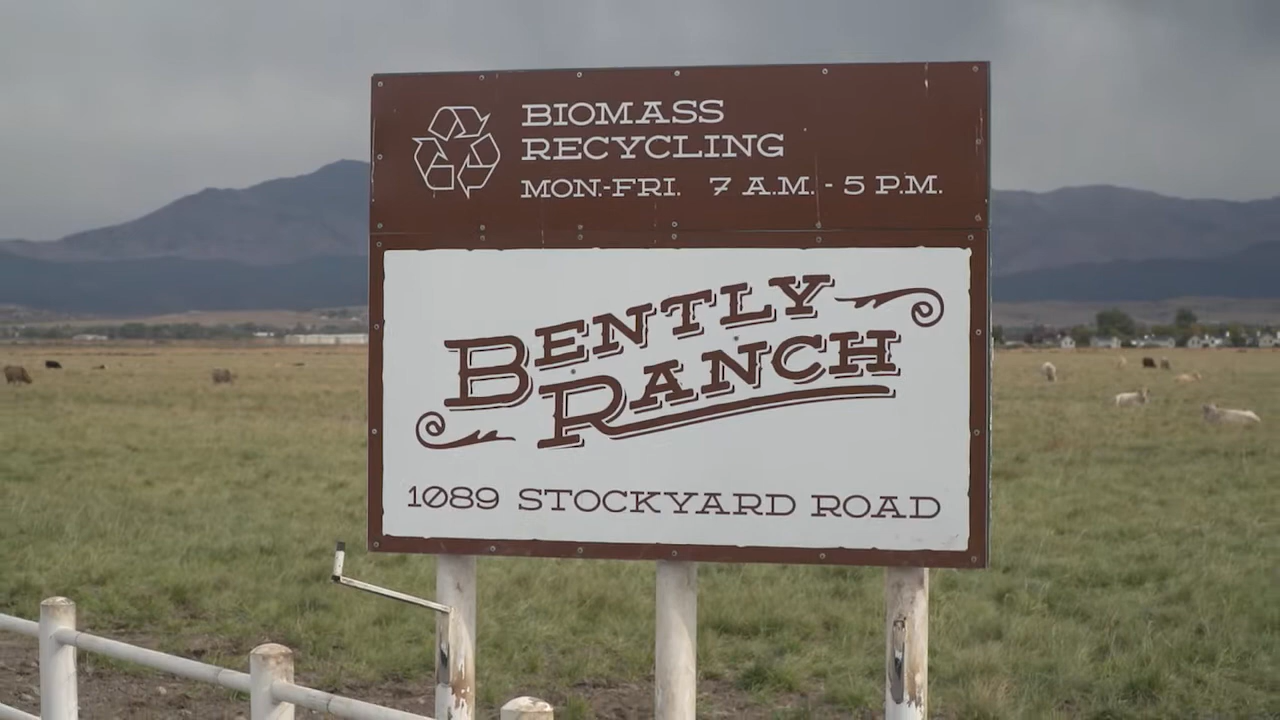 BIOMASS
RECYCLING
MON.-FRI. 7 A.M. - 5 P.M.
BENTLY
RANCH
1089 STOCKYARD ROAD